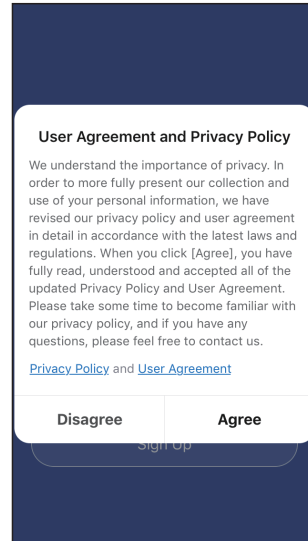 User Agreement and Privacy Policy
We understand the importance of privacy. In
order to more fully present our collection and
use of your personal information, we have
revised our privacy policy and user agreement
in detail in accordance with the latest laws and
regulations. When you click [Agree], you have
fully read, understood and accepted all of the
updated Privacy Policy and User Agreement.
Please take some time to become familiar with
our privacy policy, and if you have any
questions, please feel free to contact us.
Privacy Policy and User Agreement
Disagree Agree
Sign Up